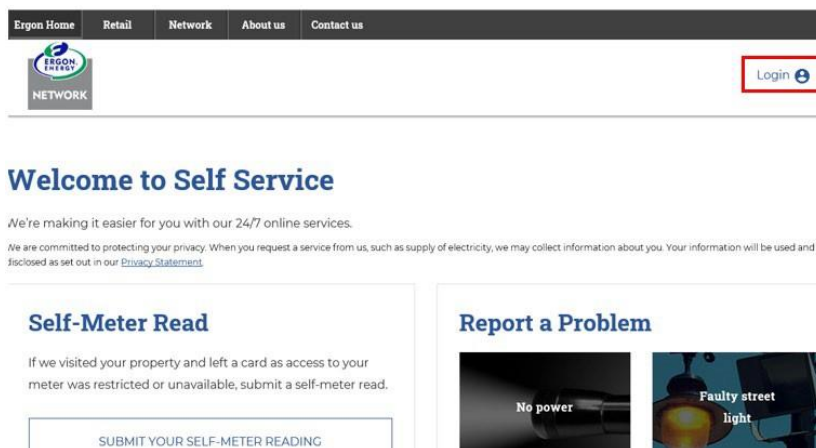 Ergon Home Retail Network About us Contact us
ERGON
ENERGY
NETWORK
Login
Welcome to Self Service
We're making it easier for you with our 24/7 online services.
We are committed to protecting your privacy. When you request a service from us, such as supply of electricity, we may collect information about you. Your information will be used and
disclosed as set out in our Privacy Statement.
Self-Meter Read
If we visited your property and left a card as access to your
meter was restricted or unavailable, submit a self-meter read.
SUBMIT YOUR SELF-METER READING
Report a Problem
No power
Faulty street
light